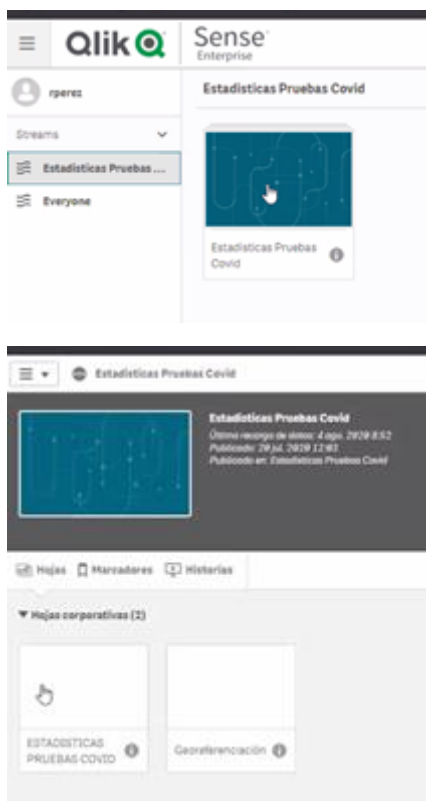 Qlik Sense
Enterprise
rperez
Estadisticas Pruebas Covid
Streams
Estadisticas Pruebas ...
Everyone
Estadisticas Pruebas
Covid
Estadisticas Pruebas Covid
Estadisticas Pruebas Covid
Última recarga de datos: 4 ago. 2020 8:52
Publicado: 20 jul. 2020 12:03
Publicado en: Estadisticas Pruebas Covid
Hojas Marcadores Historias
Hojas corporativas (2)
ESTADISTICAS
PRUEBAS COVID
Georeferenciación